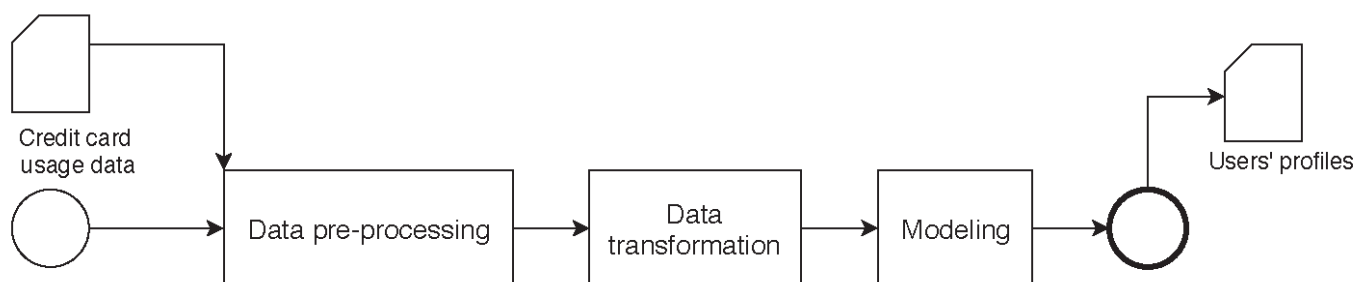 Credit card
usage data
Users' profiles
Data pre-processing
Data
transformation
Modeling